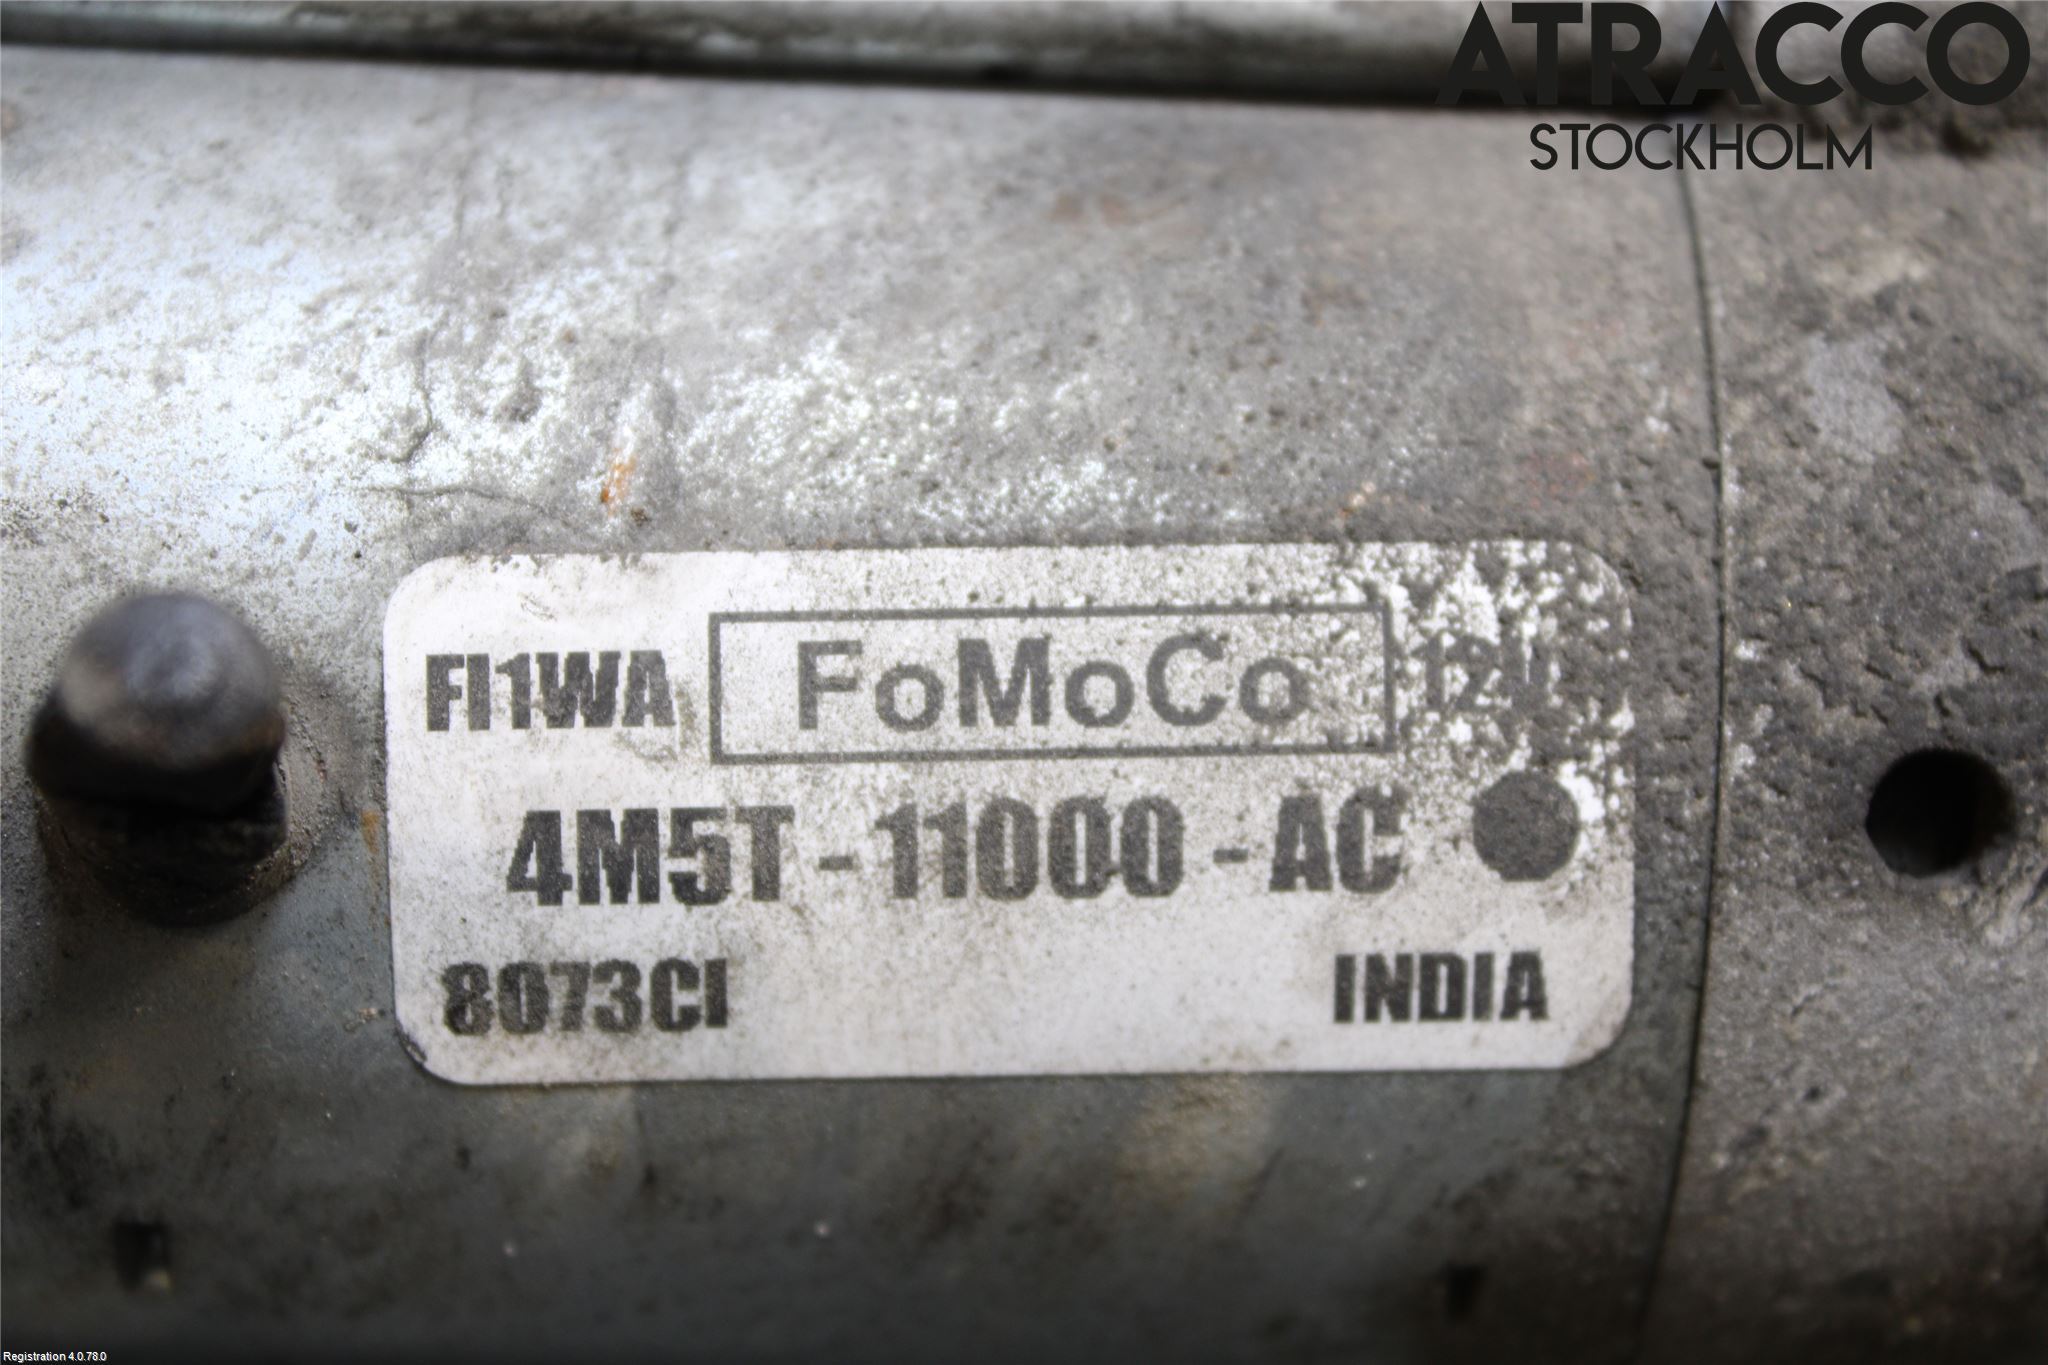 ATRACCO
STOCKHOLM
FI1WA FoMoCo 12V
4M5T-11000-AC
8073CI INDIA
Registration 4.0.78.0